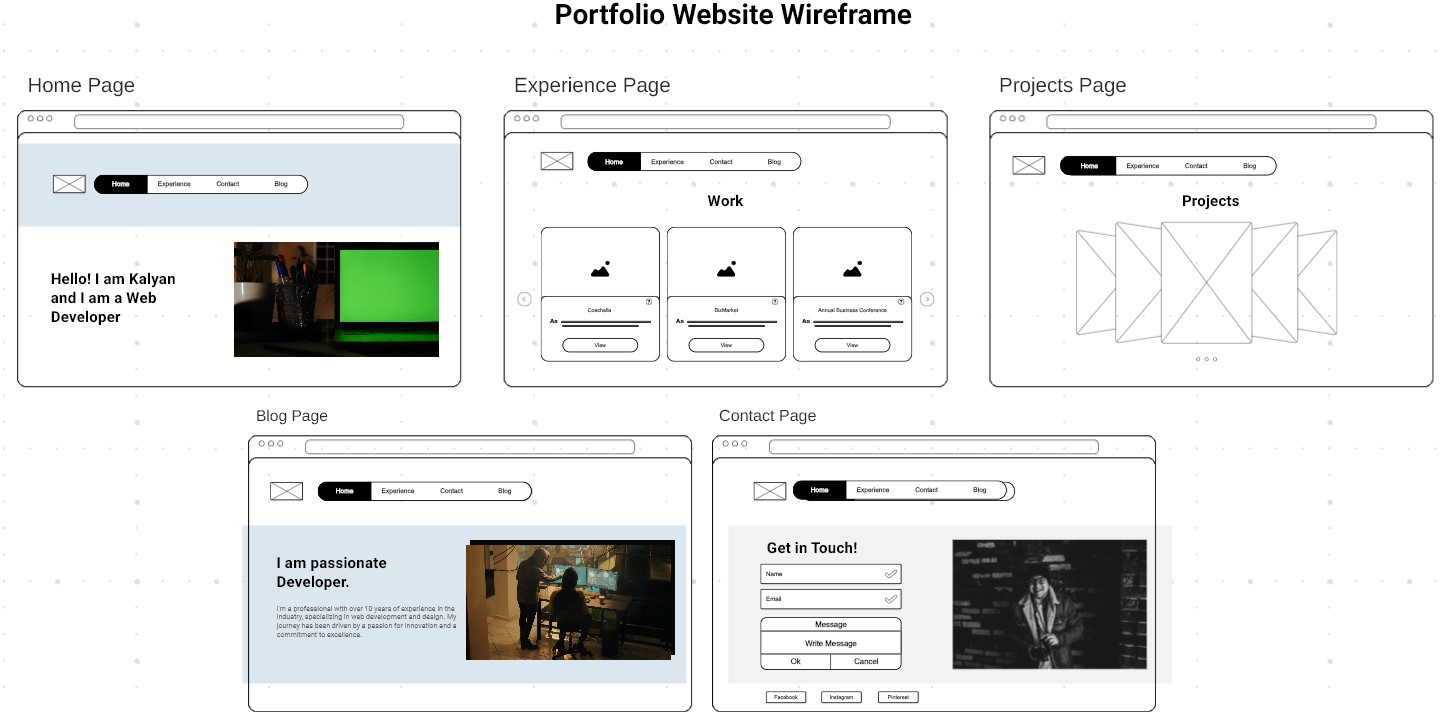 Portfolio Website Wireframe
Home Page
Home Experience Contact Blog
Hello! I am Kalyan
and I am a Web
Developer
Experience Page
Home Experience Contact Blog
Work
Coachella
Aa
View
BizMarket
Aa
View
Annual Business Conference
Aa
View
Projects Page
Home Experience Contact Blog
Projects
Blog Page
Home Experience Contact Blog
I am passionate
Developer.
I'm a professional with over 10 years of experience in the
industry, specializing in web development and design. My
journey has been driven by a passion for innovation and a
commitment to excellence.
Contact Page
Home Experience Contact Blog
Get in Touch!
Name
Email
Message
Write Message
Ok Cancel
Facebook Instagram Pinterest